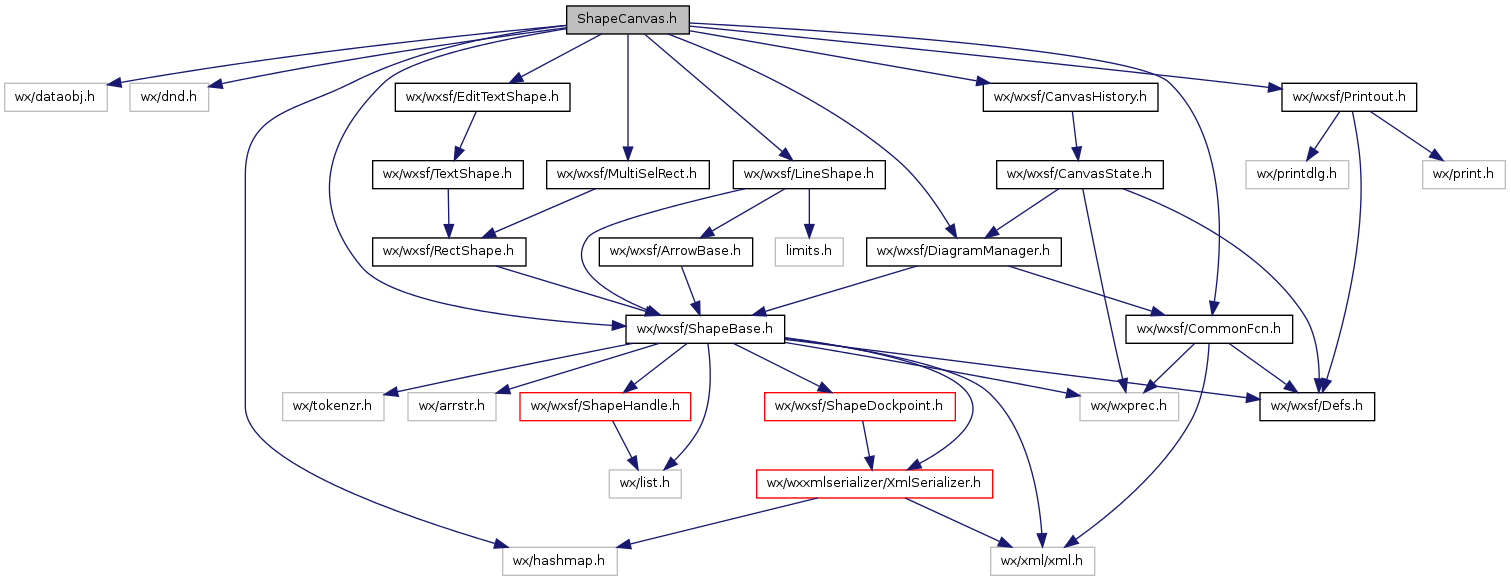 ShapeCanvas.h
wx/dataobj.h
wx/dnd.h
wx/wxsf/EditTextShape.h
wx/wxsf/CanvasHistory.h
wx/wxsf/Printout.h
wx/wxsf/TextShape.h
wx/wxsf/MultiSelRect.h
wx/wxsf/LineShape.h
wx/wxsf/CanvasState.h
wx/printdlg.h
wx/print.h
wx/wxsf/RectShape.h
wx/wxsf/ArrowBase.h
limits.h
wx/wxsf/DiagramManager.h
wx/wxsf/ShapeBase.h
wx/wxsf/CommonFcn.h
wx/tokenzr.h
wx/arrstr.h
wx/wxsf/ShapeHandle.h
wx/wxsf/ShapeDockpoint.h
wx/wxprec.h
wx/wxsf/Defs.h
wx/list.h
wx/wxxmlserializer/XmlSerializer.h
wx/hashmap.h
wx/xml/xml.h